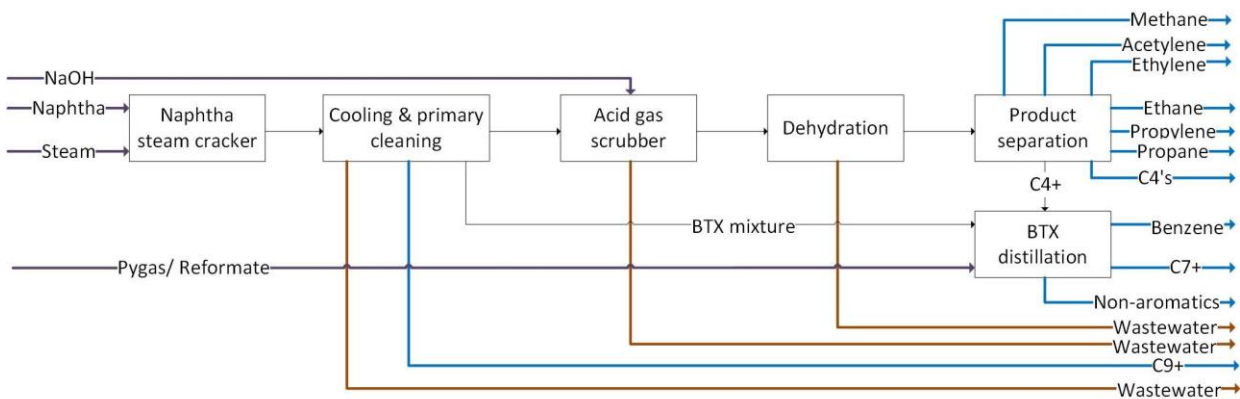 Methane
Acetylene
Ethylene
NaOH
Naphtha
Steam
Naphtha
steam cracker
Cooling & primary
cleaning
Acid gas
scrubber
Dehydration
Product
separation
Ethane
Propylene
Propane
C4's
C4+
BTX mixture
BTX
distillation
Benzene
Pygas/ Reformate
C7+
Non-aromatics
Wastewater
Wastewater
C9+
Wastewater